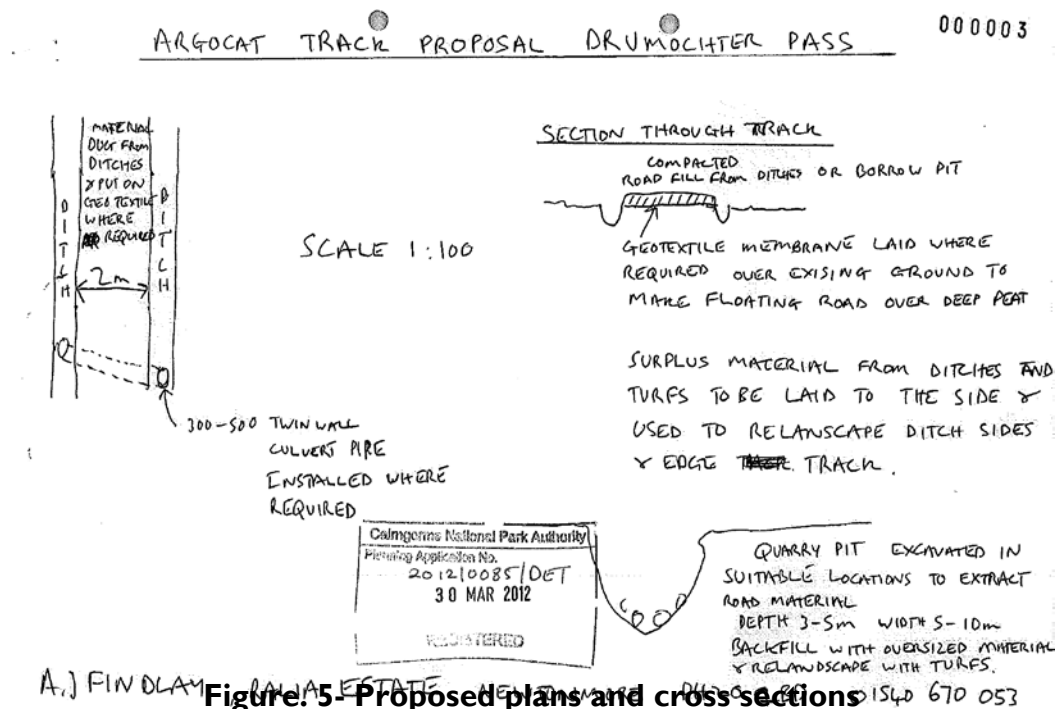 000003
ARGOCAT TRACK PROPOSAL DRUMOCHTER PASS
MATERIAL
DUG FROM
DITCHES
& PUT ON
GEOTEXTILE
WHERE
REQUIRED
DITCH
DITCH
2m
SCALE 1:100
300-500 TWINWALL
CULVERT PIPE
INSTALLED WHERE
REQUIRED
SECTION THROUGH TRACK
COMPACTED
ROAD FILL FROM DITCHES OR BORROW PIT
GEOTEXTILE MEMBRANE LAID WHERE
REQUIRED OVER EXISING GROUND TO
MAKE FLOATING ROAD OVER DEEP PEAT
SURPLUS MATERIAL FROM DITCHES AND
TURFS TO BE LAID TO THE SIDE &
USED TO RELANSCAPE DITCH SIDES
& EDGE TRACK.
Cairngorms National Park Authority
Planning Application No.
2012/0085/DET
30 MAR 2012
REGISTERED
QUARRY PIT EXCAVATED IN
SUITABLE LOCATIONS TO EXTRACT
ROAD MATERIAL
DEPTH 3-5m WIDTH 5-10m
BACKFILL WITH OVERSIZED MATERIAL
& RELANDSCAPE WITH TURFS.
A.J FINDLAY RALIA ESTATE NEWTONMORE 01540 670 053
Figure. 5- Proposed plans and cross sections